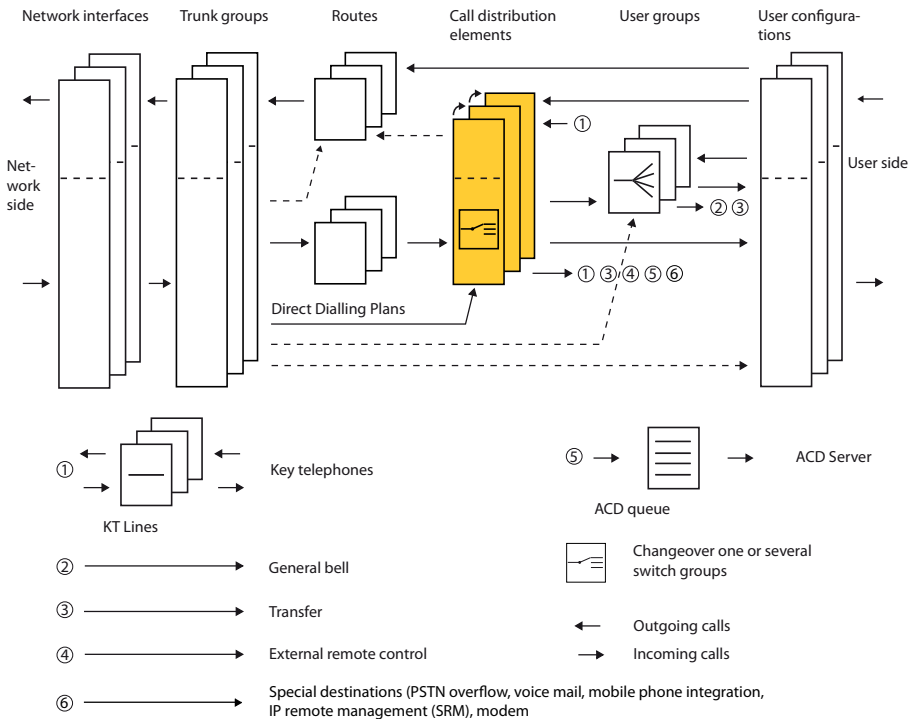 Network interfaces
Trunk groups
Routes
Call distribution
elements
User groups
User configura-
tions
①
Net-
work
side
User side
② ③
① ③ ④ ⑤ ⑥
Direct Dialling Plans
①
Key telephones
KT Lines
⑤
ACD Server
ACD queue
②
General bell
Changeover one or several
switch groups
③
Transfer
Outgoing calls
④
External remote control
Incoming calls
⑥
Special destinations (PSTN overflow, voice mail, mobile phone integration,
IP remote management (SRM), modem